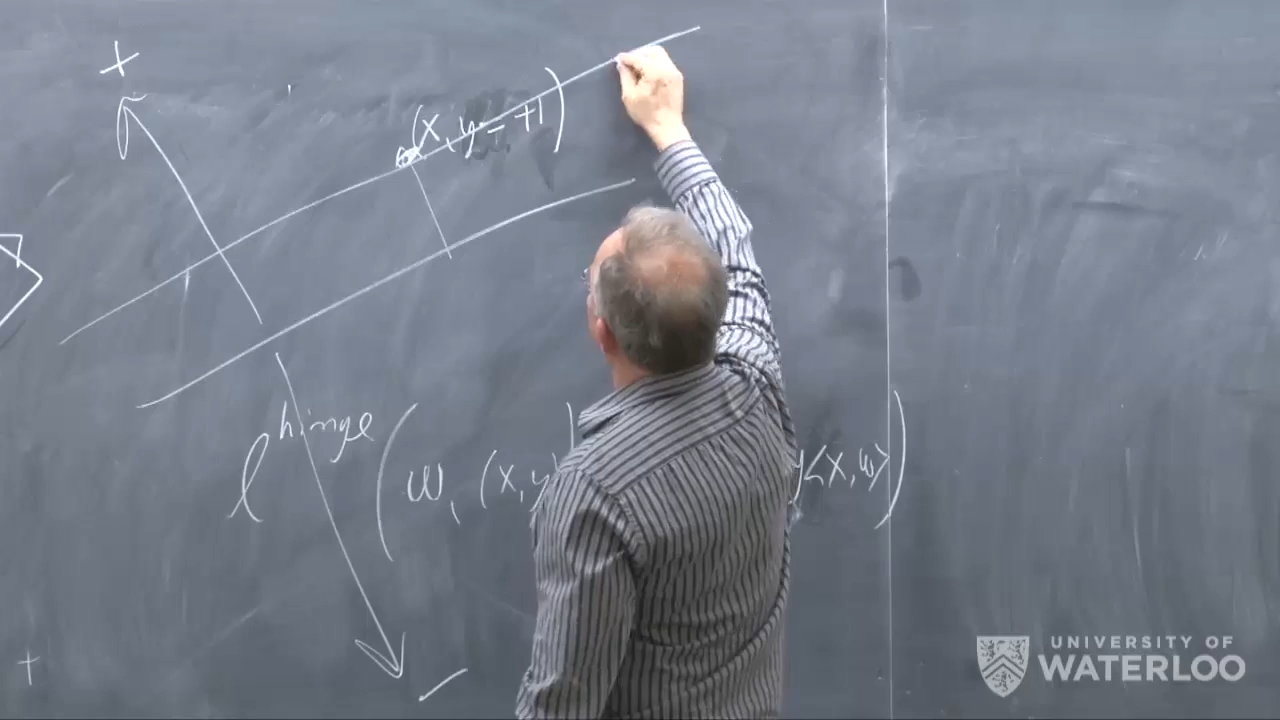 +
(x, y = +1)
l hinge (w, (x, y) y<x, w>)
+ -
UNIVERSITY OF
WATERLOO